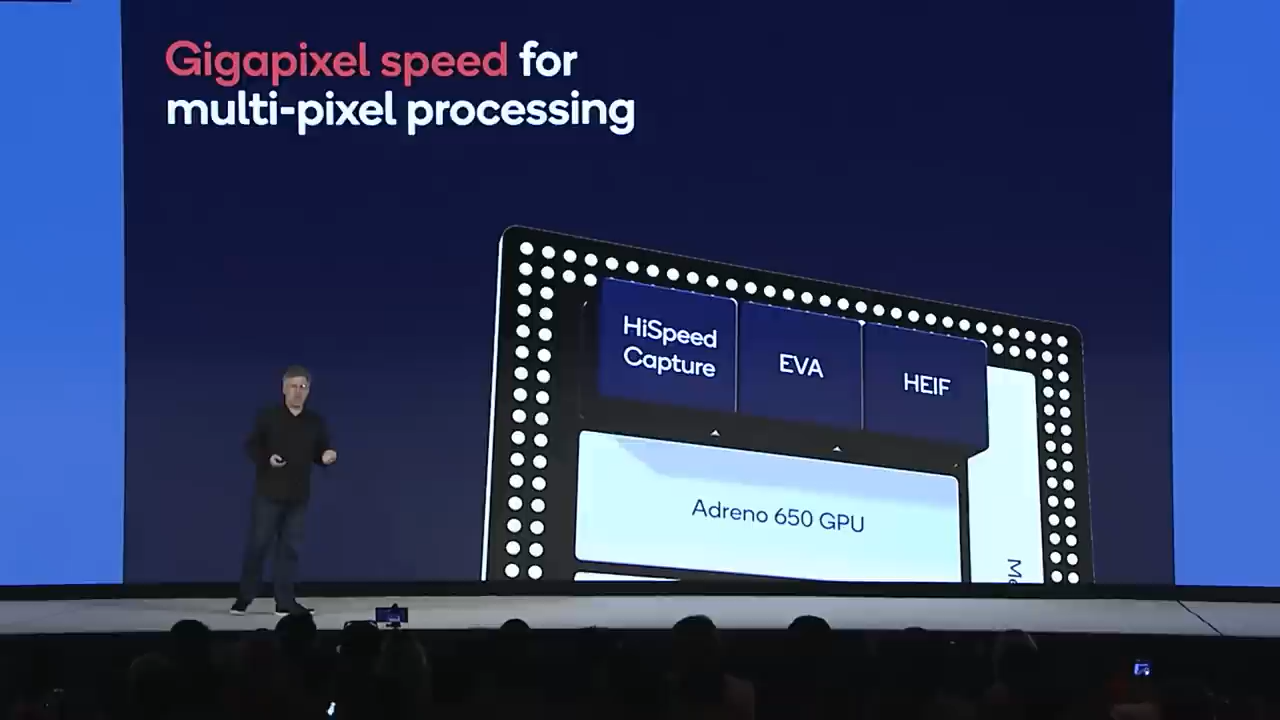 Gigapixel speed for
multi-pixel processing
HiSpeed
Capture
EVA
HEIF
Adreno 650 GPU